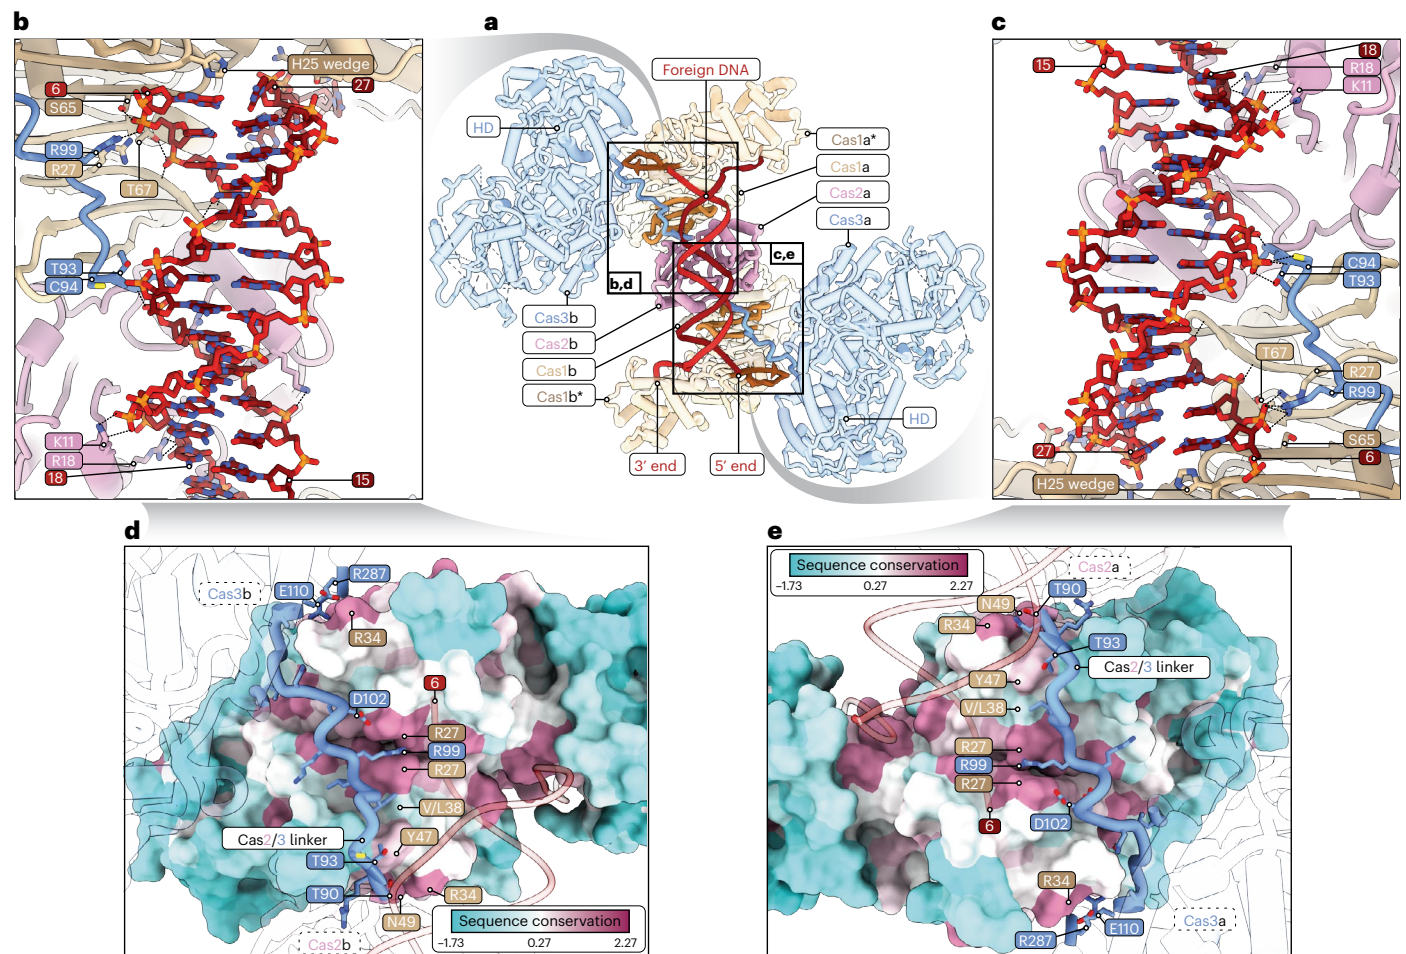 b
H25 wedge
6
27
S65
R99
R27
T67
T93
C94
K11
R18
18
15
a
Foreign DNA
HD
Cas1a*
Cas1a
Cas2a
Cas3a
c,e
b,d
Cas3b
Cas2b
Cas1b
Cas1b*
HD
3′ end
5′ end
c
18
15
R18
K11
C94
T93
T67
R27
R99
S65
27
6
H25 wedge
d
Cas3b
E110
R287
R34
6
D102
R27
R99
R27
V/L38
Cas2/3 linker
Y47
T93
T90
R34
N49
Cas2b
Sequence conservation
–1.73 0.27 2.27
e
Sequence conservation
–1.73 0.27 2.27
Cas2a
N49
T90
R34
T93
Cas2/3 linker
Y47
V/L38
R27
R99
R27
6
D102
R34
Cas3a
E110
R287